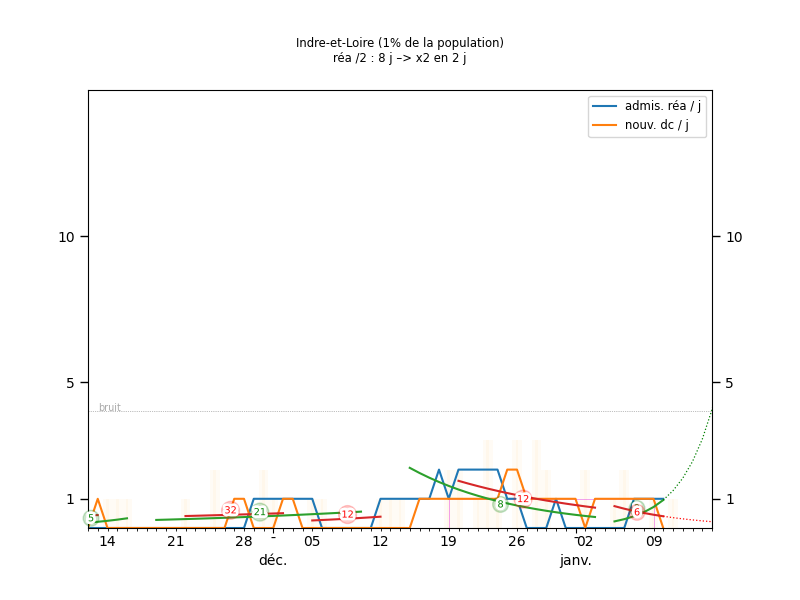 Indre-et-Loire (1% de la population)
réa /2 : 8 j –> x2 en 2 j
admis. réa / j
nouv. dc / j
10 10
5 5
bruit
1 1
5 32 21 12 8 12 6
14 21 28 05 12 19 26 02 09
déc. janv.